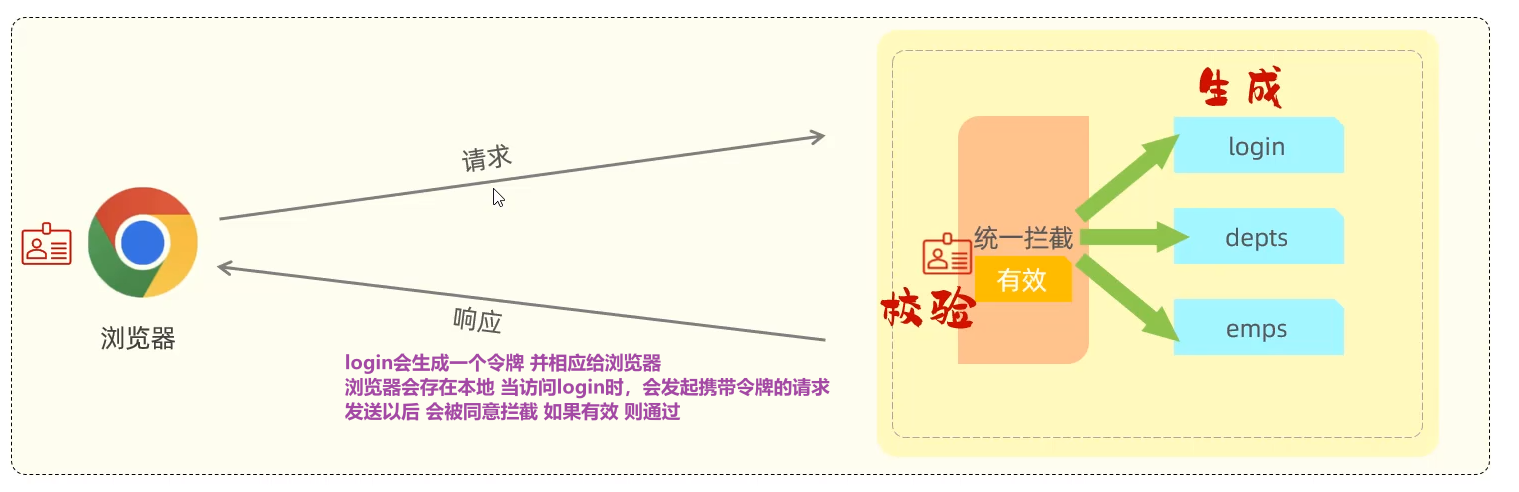 生成
login
请求
统一拦截
depts
有效
校验
emps
响应
浏览器
login会生成一个令牌 并相应给浏览器
浏览器会存在本地 当访问login时，会发起携带令牌的请求
发送以后 会被同意拦截 如果有效 则通过